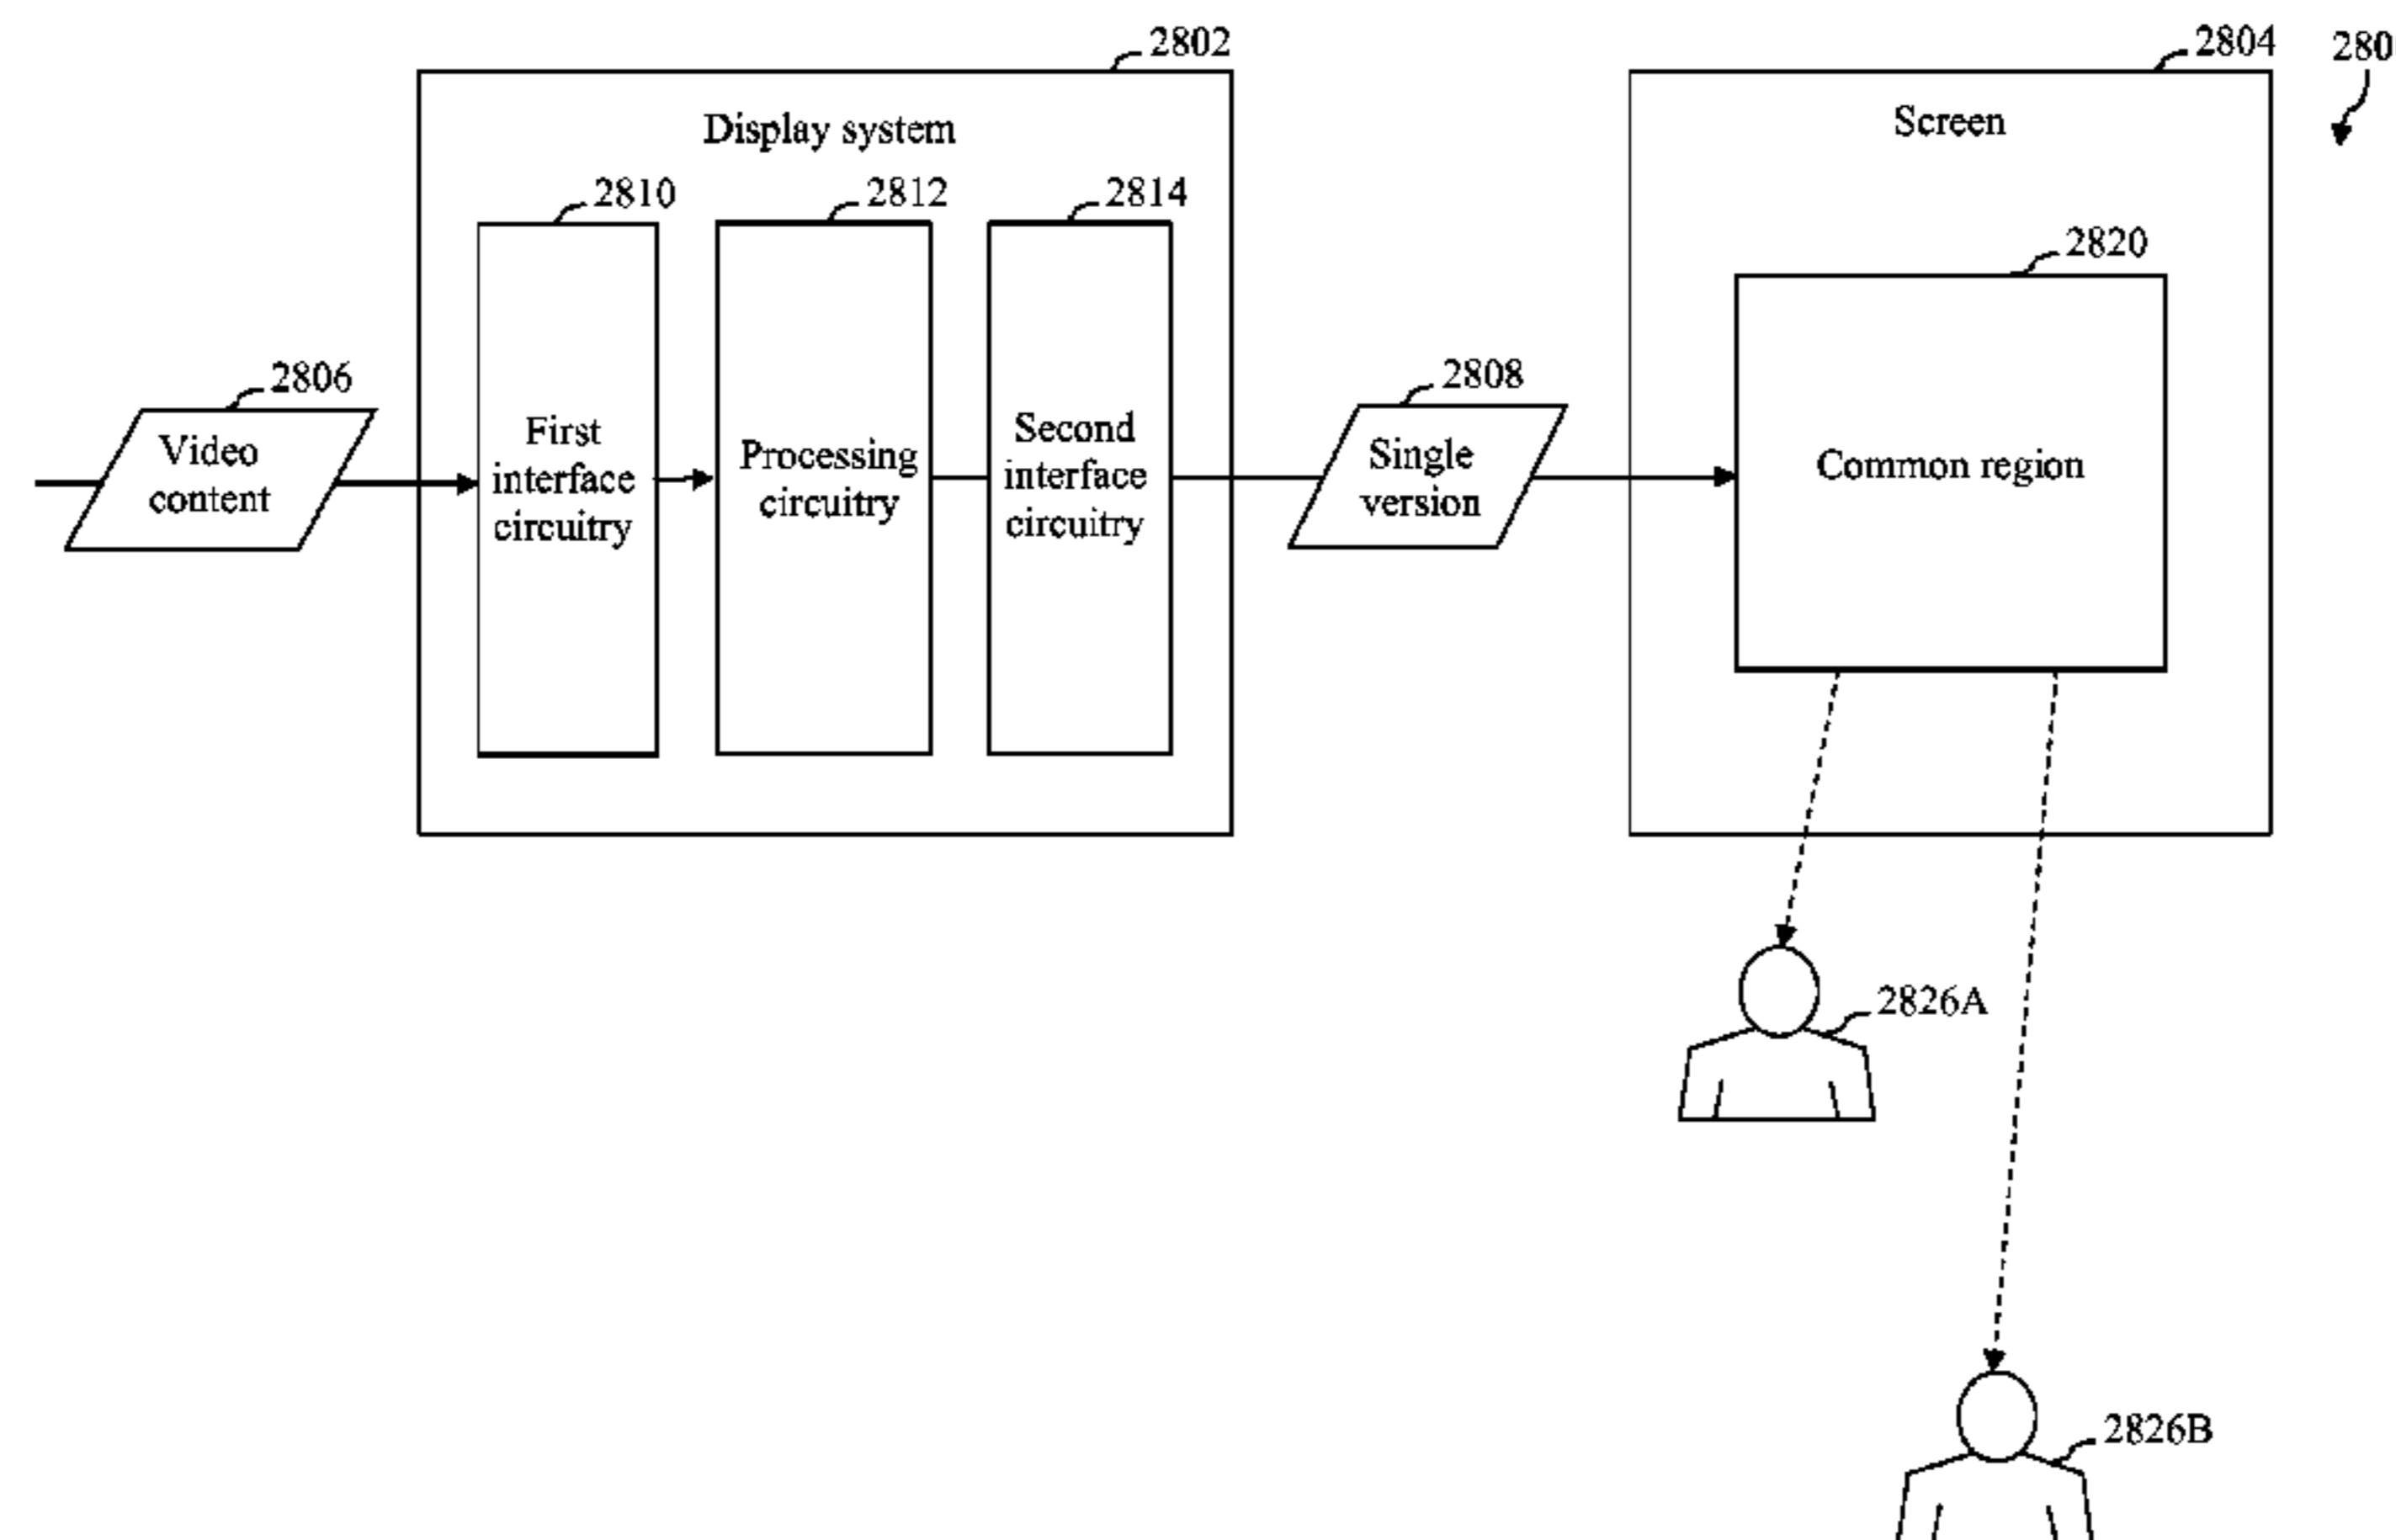 2802
2804
280
Display system
Screen
2810
2812
2814
2820
2806
2808
Video
content
First
interface
circuitry
Processing
circuitry
Second
interface
circuitry
Single
version
Common region
2826A
2826B